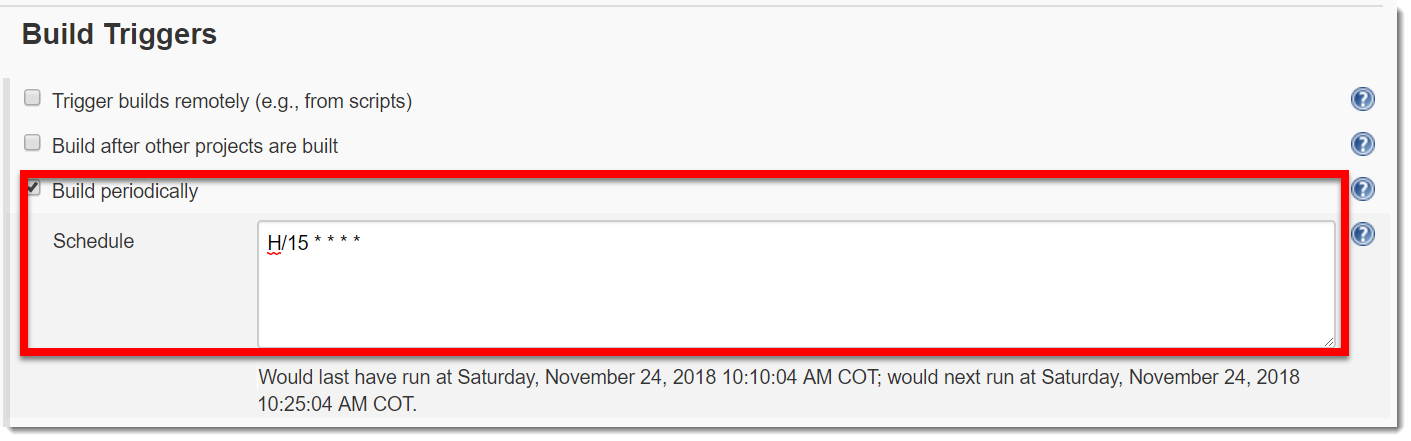 Build Triggers
Trigger builds remotely (e.g., from scripts)
?
Build after other projects are built
?
Build periodically
?
Schedule
H/15 * * * *
?
Would last have run at Saturday, November 24, 2018 10:10:04 AM COT; would next run at Saturday, November 24, 2018
10:25:04 AM COT.